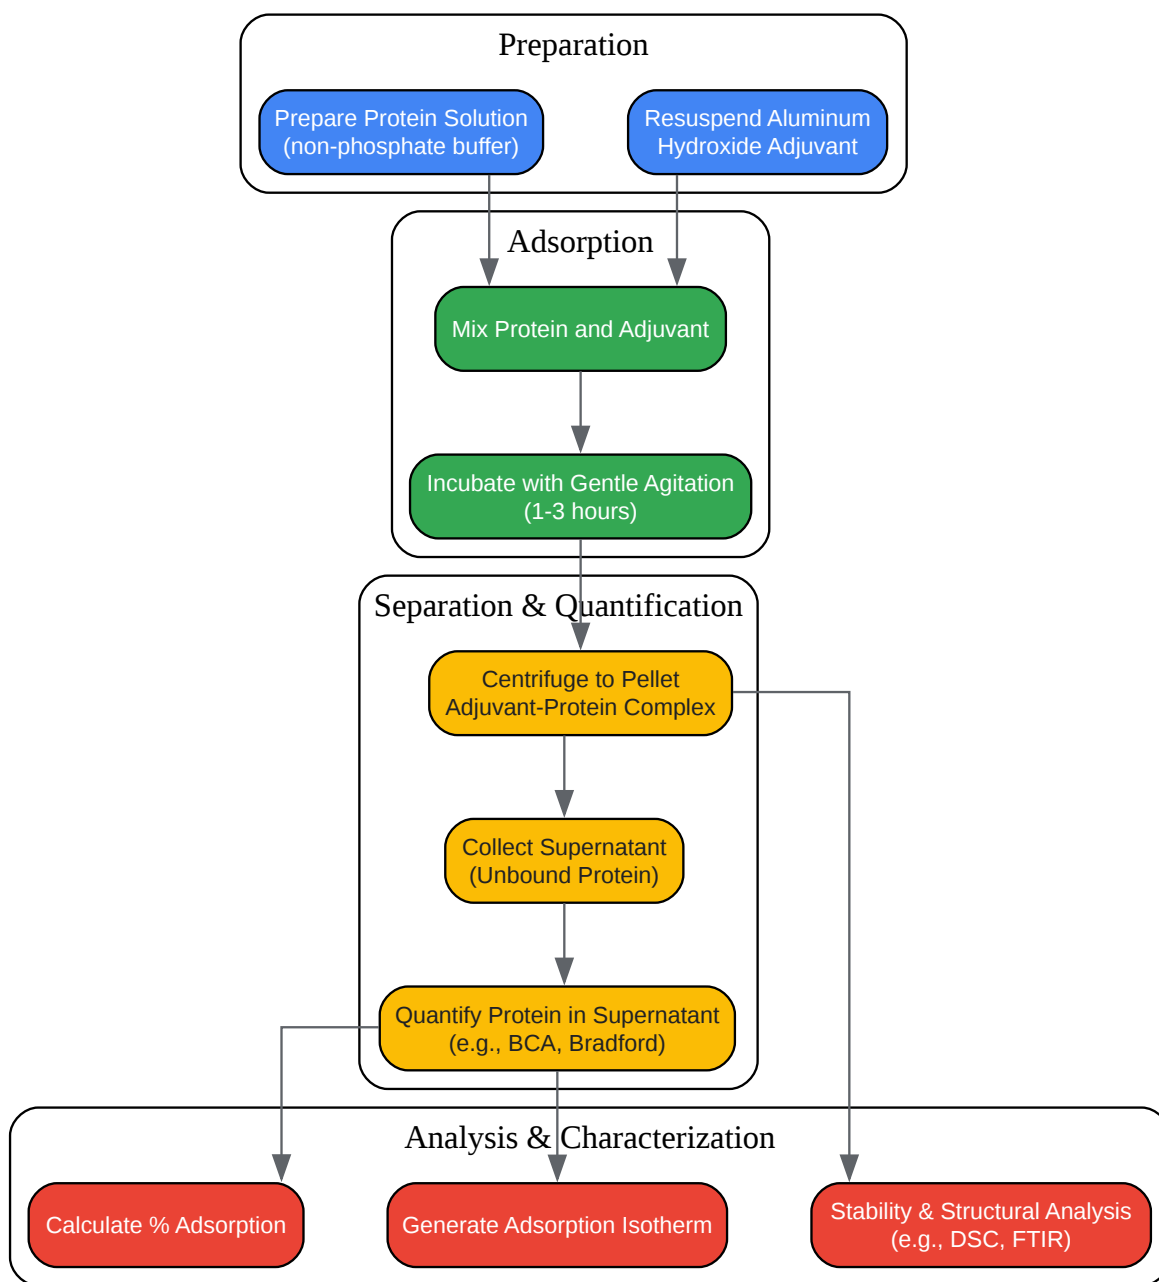 Preparation
Prepare Protein Solution
(non-phosphate buffer)
Resuspend Aluminum
Hydroxide Adjuvant
Adsorption
Mix Protein and Adjuvant
Incubate with Gentle Agitation
(1-3 hours)
Separation & Quantification
Centrifuge to Pellet
Adjuvant-Protein Complex
Collect Supernatant
(Unbound Protein)
Quantify Protein in Supernatant
(e.g., BCA, Bradford)
Analysis & Characterization
Calculate % Adsorption
Generate Adsorption Isotherm
Stability & Structural Analysis
(e.g., DSC, FTIR)